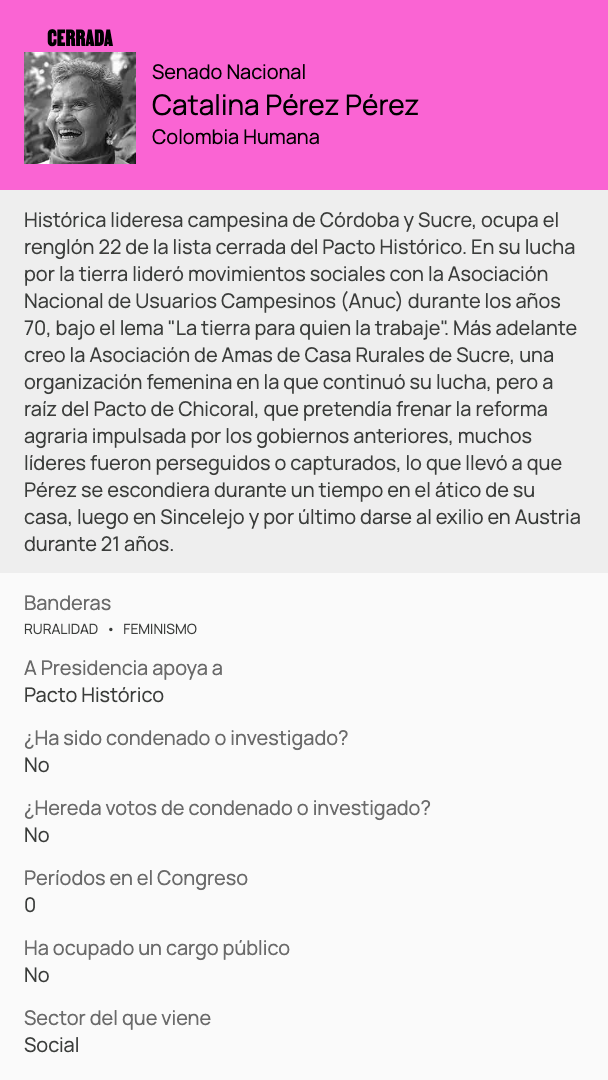 CERRADA
Senado Nacional
Catalina Pérez Pérez
Colombia Humana
Histórica lideresa campesina de Córdoba y Sucre, ocupa el
renglón 22 de la lista cerrada del Pacto Histórico. En su lucha
por la tierra lideró movimientos sociales con la Asociación
Nacional de Usuarios Campesinos (Anuc) durante los años
70, bajo el lema "La tierra para quien la trabaje". Más adelante
creo la Asociación de Amas de Casa Rurales de Sucre, una
organización femenina en la que continuó su lucha, pero a
raíz del Pacto de Chicoral, que pretendía frenar la reforma
agraria impulsada por los gobiernos anteriores, muchos
líderes fueron perseguidos o capturados, lo que llevó a que
Pérez se escondiera durante un tiempo en el ático de su
casa, luego en Sincelejo y por último darse al exilio en Austria
durante 21 años.
Banderas
RURALIDAD • FEMINISMO
A Presidencia apoya a
Pacto Histórico
¿Ha sido condenado o investigado?
No
¿Hereda votos de condenado o investigado?
No
Períodos en el Congreso
0
Ha ocupado un cargo público
No
Sector del que viene
Social